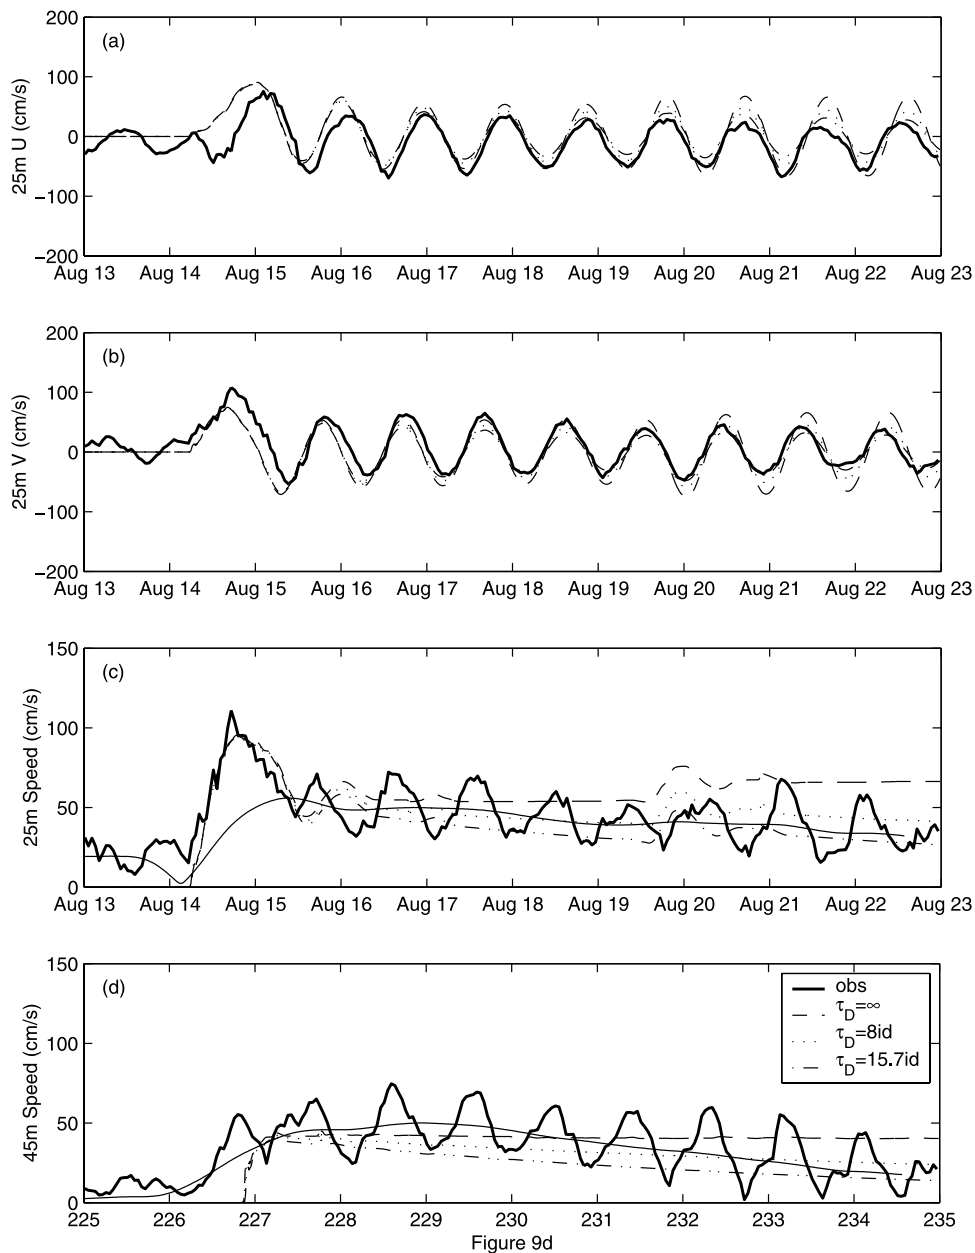 200
100
0
−100
−200
25m U (cm/s)
(a)
Aug 13 Aug 14 Aug 15 Aug 16 Aug 17 Aug 18 Aug 19 Aug 20 Aug 21 Aug 22 Aug 23
200
100
0
−100
−200
25m V (cm/s)
(b)
Aug 13 Aug 14 Aug 15 Aug 16 Aug 17 Aug 18 Aug 19 Aug 20 Aug 21 Aug 22 Aug 23
150
100
50
0
25m Speed (cm/s)
(c)
Aug 13 Aug 14 Aug 15 Aug 16 Aug 17 Aug 18 Aug 19 Aug 20 Aug 21 Aug 22 Aug 23
150
100
50
0
45m Speed (cm/s)
(d)
obs
τD=∞
τD=8id
τD=15.7id
225 226 227 228 229 230 231 232 233 234 235
Figure 9d